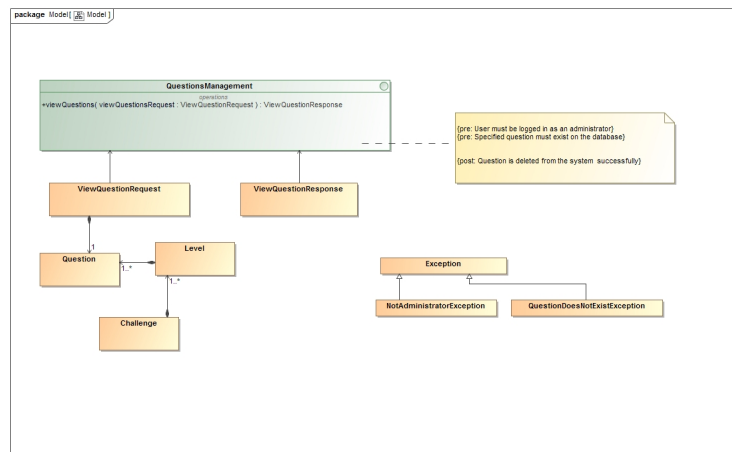 package Model[ Model ]
QuestionsManagement
operations
+viewQuestions( viewQuestionsRequest : ViewQuestionRequest ) : ViewQuestionResponse
{pre: User must be logged in as an administrator}
{pre: Specified question must exist on the database}
{post: Question is deleted from the system successfully}
ViewQuestionRequest
ViewQuestionResponse
1
Question
Level
1..*
1..*
Challenge
Exception
NotAdministratorException
QuestionDoesNotExistException